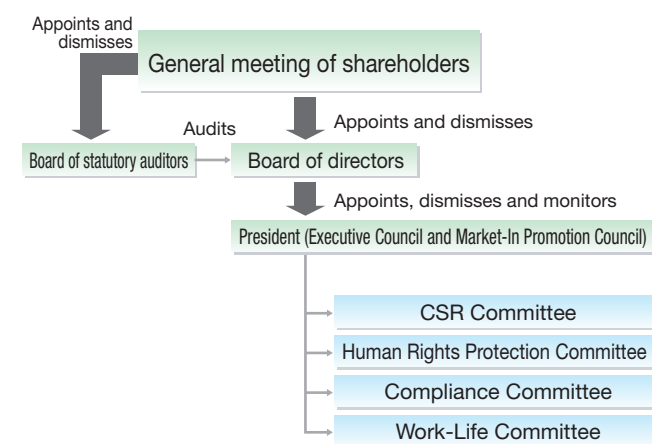 Appoints and
dismisses
General meeting of shareholders
Audits
Appoints and dismisses
Board of statutory auditors
Board of directors
Appoints, dismisses and monitors
President (Executive Council and Market-In Promotion Council)
CSR Committee
Human Rights Protection Committee
Compliance Committee
Work-Life Committee